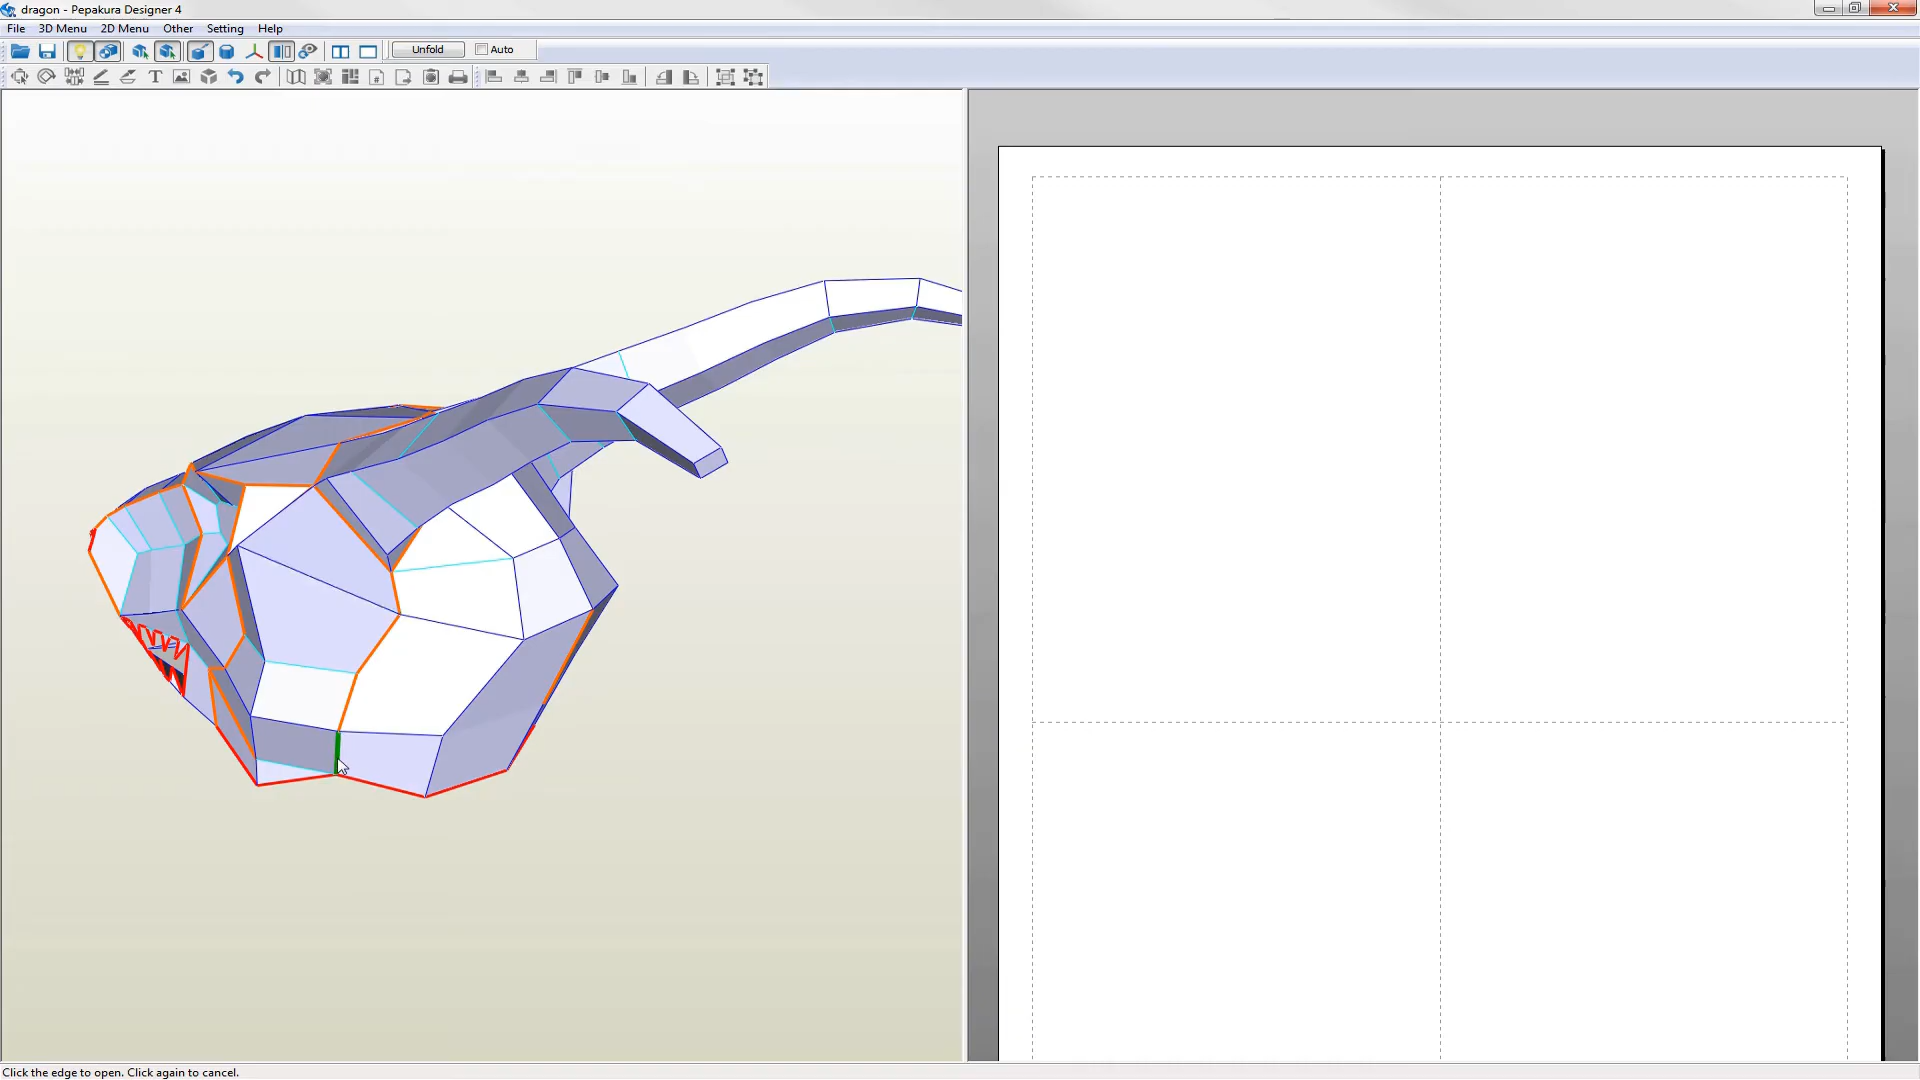 dragon - Pepakura Designer 4
File 3D Menu 2D Menu Other Setting Help
Unfold Auto
Click the edge to open. Click again to cancel.